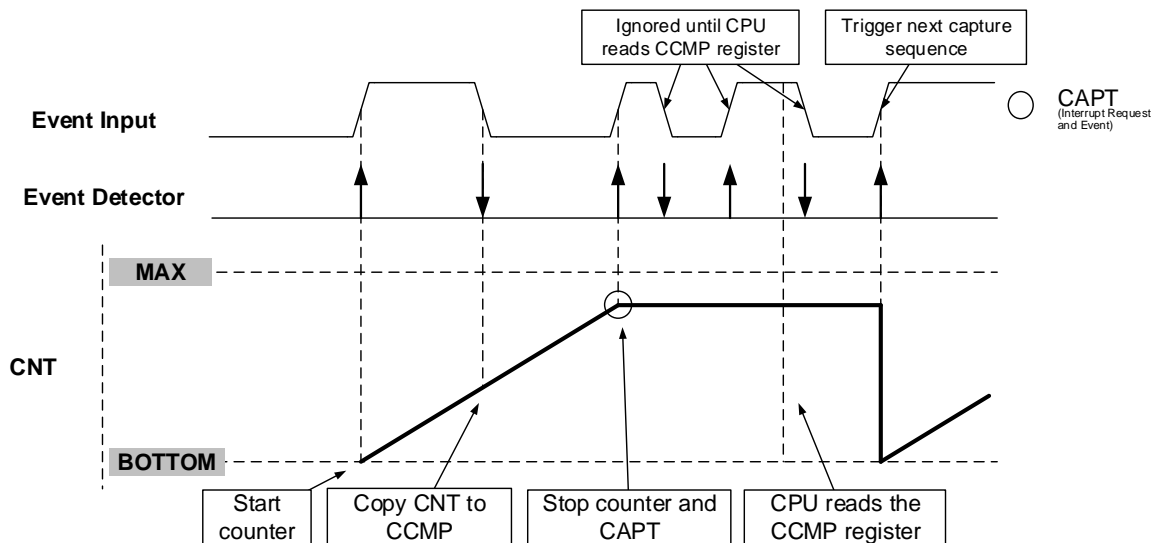 Ignored until CPU
reads CCMP register
Trigger next capture
sequence
Event Input
CAPT
(Interrupt Request
and Event)
Event Detector
MAX
CNT
BOTTOM
Start
counter
Copy CNT to
CCMP
Stop counter and
CAPT
CPU reads the
CCMP register